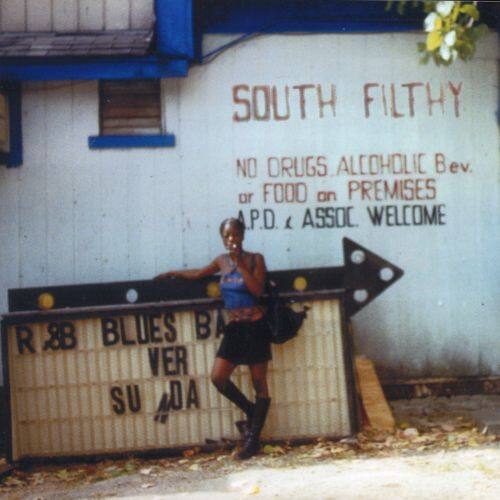 SOUTH FILTHY
NO DRUGS. ALCOHOLIC Bev.
or FOOD on PREMISES
A.P.D. & ASSOC. WELCOME
R&B BLUES BA
VER
SU DA